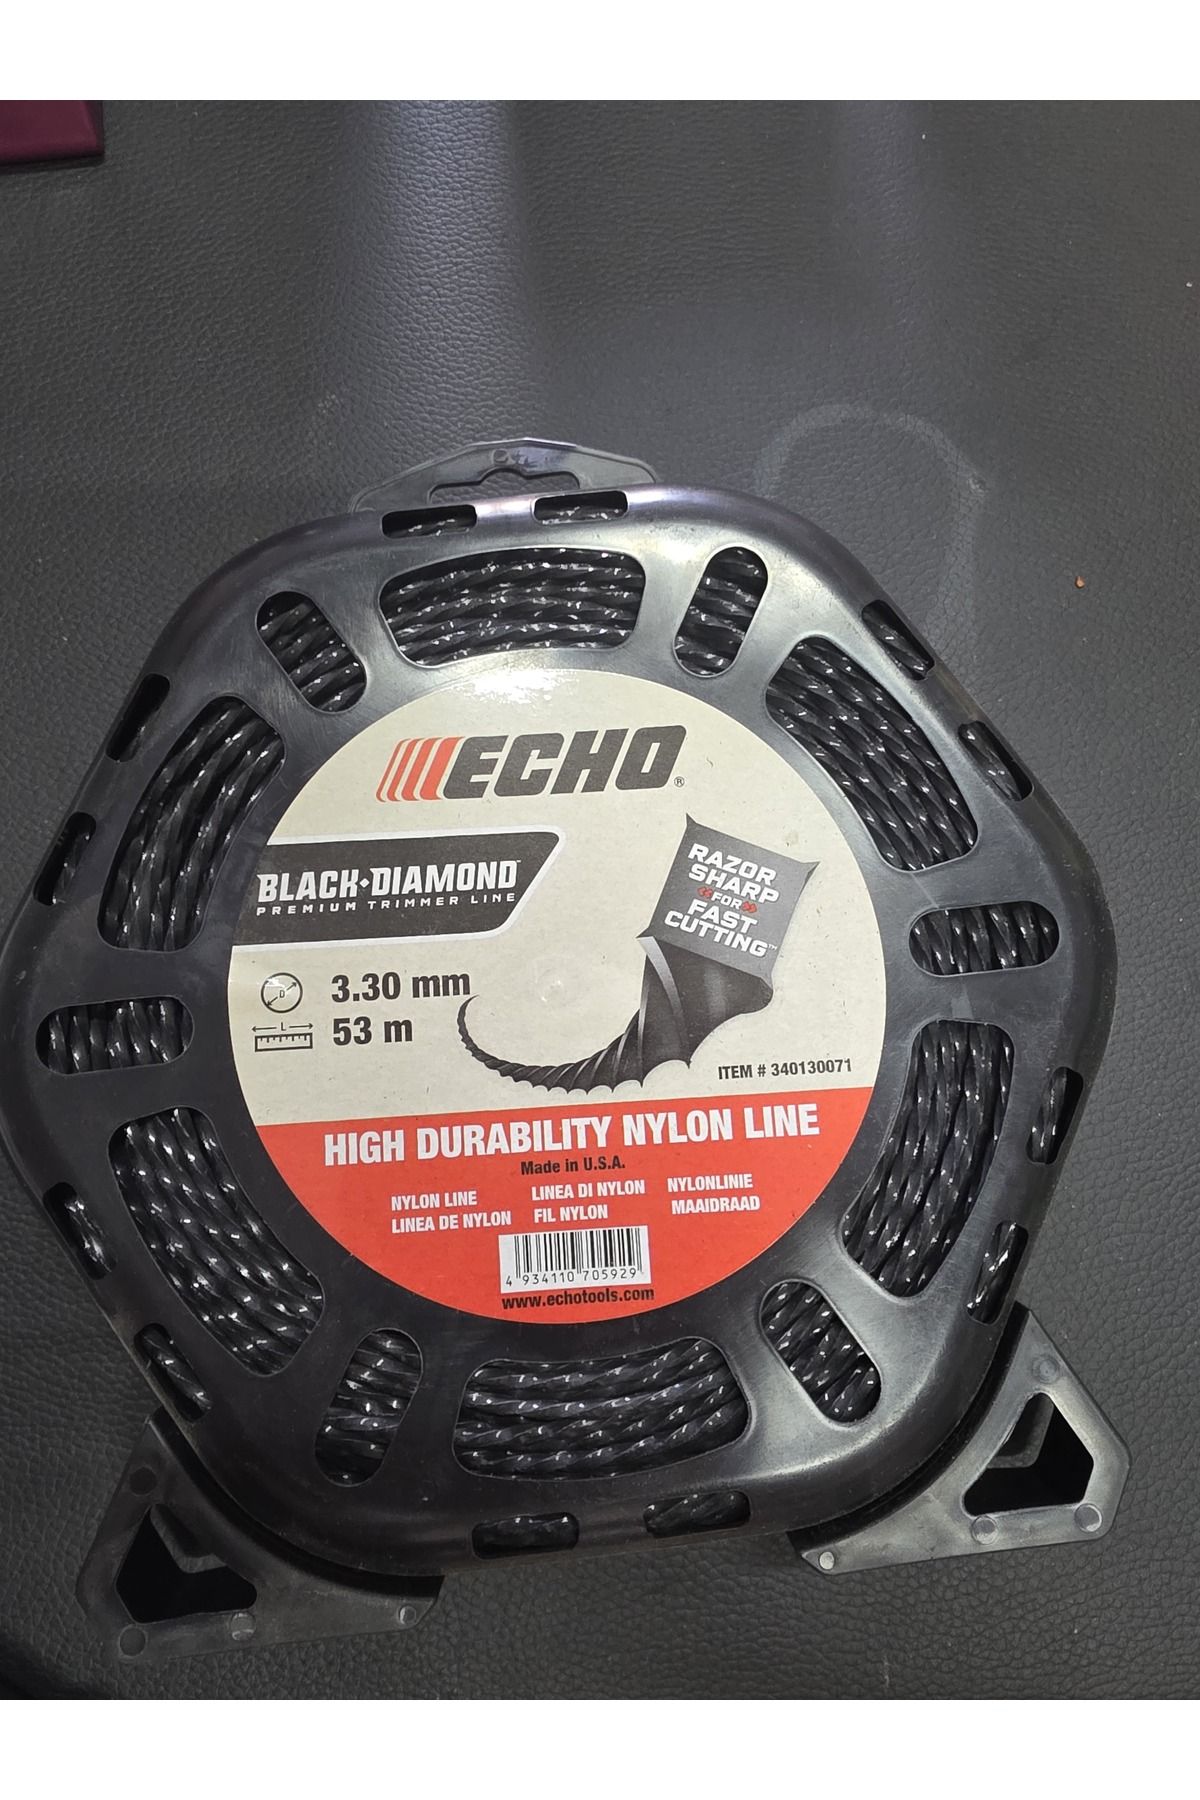 ECHO®
BLACK♦DIAMOND™
PREMIUM TRIMMER LINE
RAZOR
SHARP
FOR
FAST
CUTTING™
D
3.30 mm
L
53 m
ITEM # 340130071
HIGH DURABILITY NYLON LINE
Made in U.S.A.
NYLON LINE LINEA DI NYLON NYLONLINIE
LINEA DE NYLON FIL NYLON MAAIDRAAD
4 934110 705929
www.echotools.com